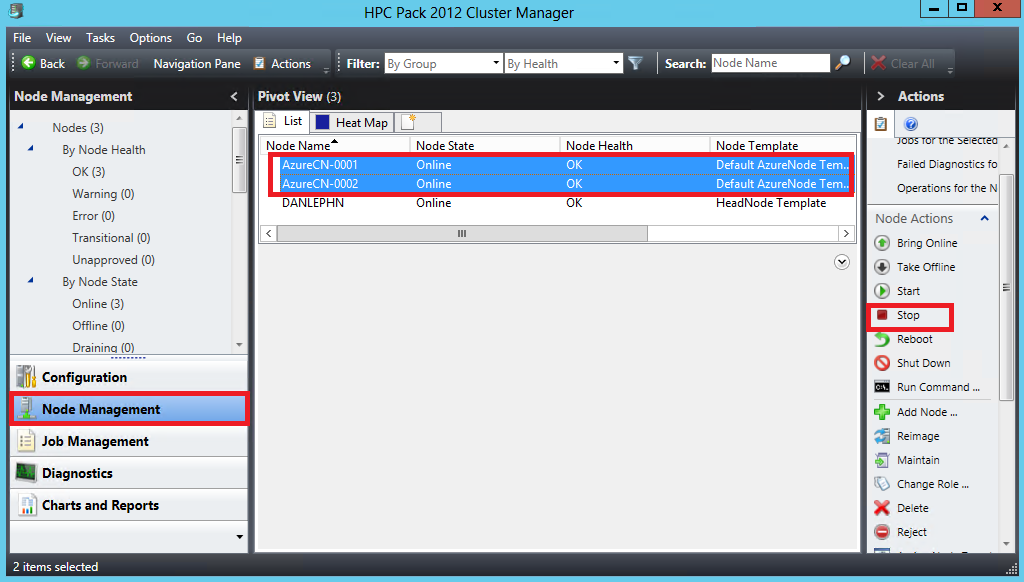 HPC Pack 2012 Cluster Manager
File View Tasks Options Go Help
Back Forward Navigation Pane Actions Filter: By Group By Health Search: Node Name Clear All
Node Management
Nodes (3)
By Node Health
OK (3)
Warning (0)
Error (0)
Transitional (0)
Unapproved (0)
By Node State
Online (3)
Offline (0)
Draining (0)
Configuration
Node Management
Job Management
Diagnostics
Charts and Reports
Pivot View (3)
List Heat Map
Node Name Node State Node Health Node Template
AzureCN-0001 Online OK Default AzureNode Tem...
AzureCN-0002 Online OK Default AzureNode Tem...
DANLEPHN Online OK HeadNode Template
Actions
Jobs for the Selected
Failed Diagnostics fo
Operations for the N
Node Actions
Bring Online
Take Offline
Start
Stop
Reboot
Shut Down
Run Command ...
Add Node ...
Reimage
Maintain
Change Role ...
Delete
Reject
2 items selected